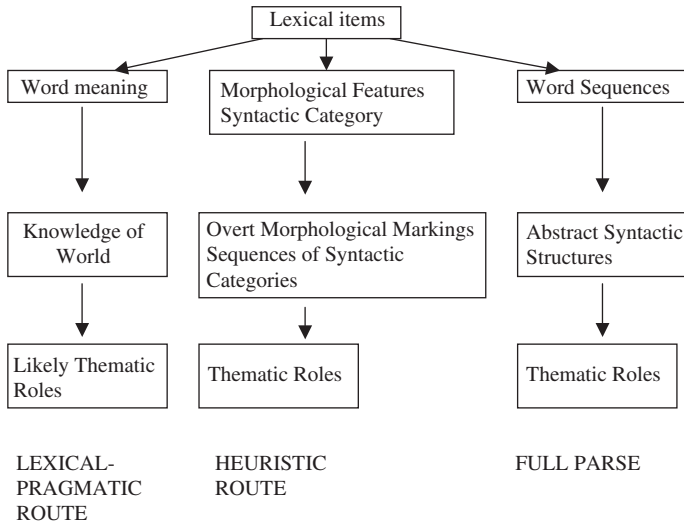 Lexical items
Word meaning
Morphological Features
Syntactic Category
Word Sequences
Knowledge of
World
Overt Morphological Markings
Sequences of Syntactic
Categories
Abstract Syntactic
Structures
Likely Thematic
Roles
Thematic Roles
Thematic Roles
LEXICAL-
PRAGMATIC
ROUTE
HEURISTIC
ROUTE
FULL PARSE